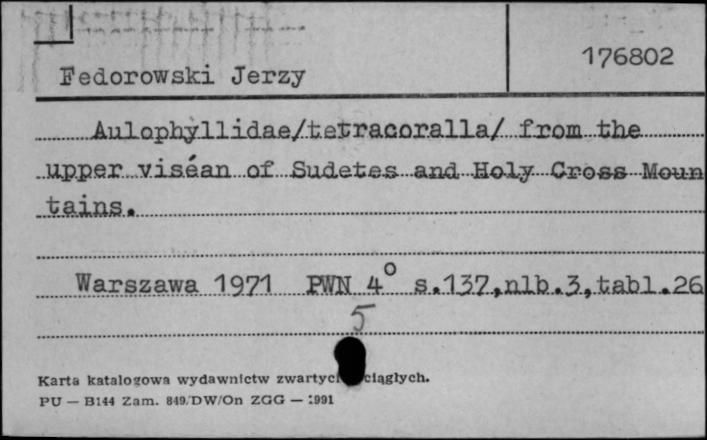 176802
Fedorowski Jerzy
Aulophyllidae/tetracoralla/ from the
upper viséan of Sudetes and Holy Cross Moun
tains.
Warszawa 1971 PWN 4° s.137,nlb.3,tabl.26
5
Karta katalogowa wydawnictw ciągłych.
PU — B144 Zam. 849/DW/On ZGG — 1991